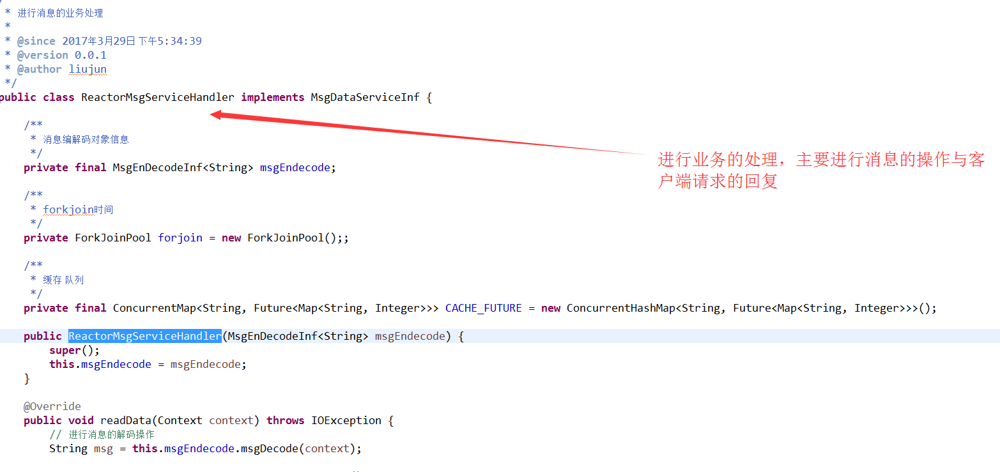 * 进行消息的业务处理
*
* @since 2017年3月29日 下午5:34:39
* @version 0.0.1
* @author liujun
*/
public class ReactorMsgServiceHandler implements MsgDataServiceInf {
/**
* 消息编解码对象信息
*/
private final MsgEnDecodeInf<String> msgEndecode;
进行业务的处理，主要进行消息的操作与客
户端请求的回复
/**
* forkjoin时间
*/
private ForkJoinPool forjoin = new ForkJoinPool();;
/**
* 缓存 队列
*/
private final ConcurrentMap<String, Future<Map<String, Integer>>> CACHE_FUTURE = new ConcurrentHashMap<String, Future<Map<String, Integer>>>();
public ReactorMsgServiceHandler(MsgEnDecodeInf<String> msgEndecode) {
super();
this.msgEndecode = msgEndecode;
}
@Override
public void readData(Context context) throws IOException {
// 进行消息的解码操作
String msg = this.msgEndecode.msgDecode(context);